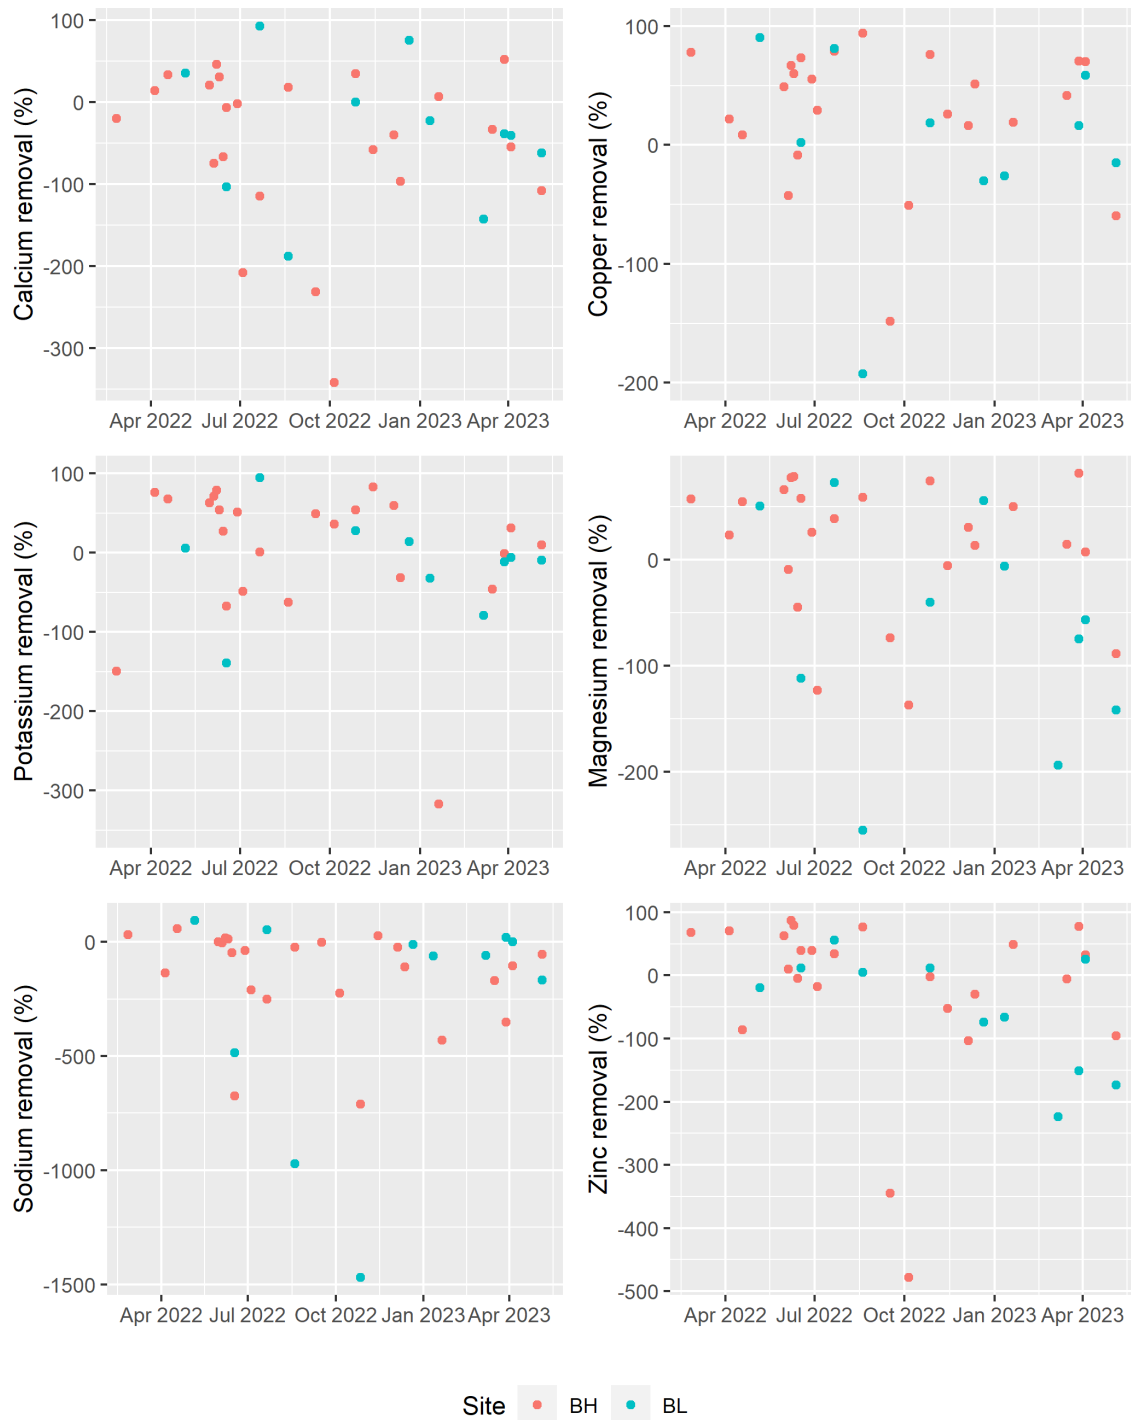 Calcium removal (%)
100
0
-100
-200
-300
Apr 2022 Jul 2022 Oct 2022 Jan 2023 Apr 2023
Copper removal (%)
100
0
-100
-200
Apr 2022 Jul 2022 Oct 2022 Jan 2023 Apr 2023
Potassium removal (%)
100
0
-100
-200
-300
Apr 2022 Jul 2022 Oct 2022 Jan 2023 Apr 2023
Magnesium removal (%)
0
-100
-200
Apr 2022 Jul 2022 Oct 2022 Jan 2023 Apr 2023
Sodium removal (%)
0
-500
-1000
-1500
Apr 2022 Jul 2022 Oct 2022 Jan 2023 Apr 2023
Zinc removal (%)
100
0
-100
-200
-300
-400
-500
Apr 2022 Jul 2022 Oct 2022 Jan 2023 Apr 2023
Site BH BL